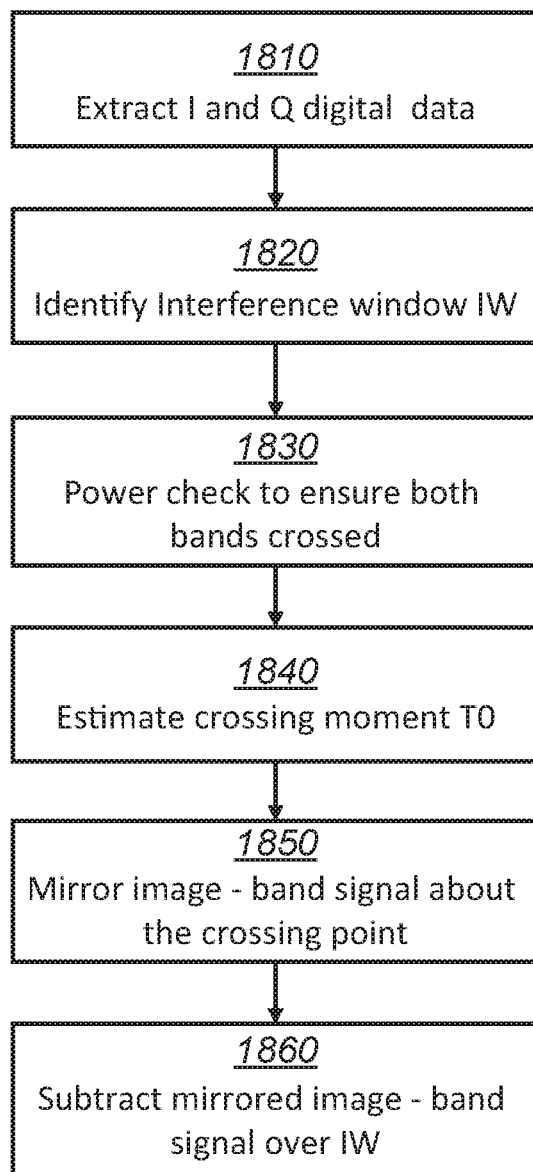 1810
Extract I and Q digital data
1820
Identify Interference window IW
1830
Power check to ensure both
bands crossed
1840
Estimate crossing moment T0
1850
Mirror image - band signal about
the crossing point
1860
Subtract mirrored image - band
signal over IW